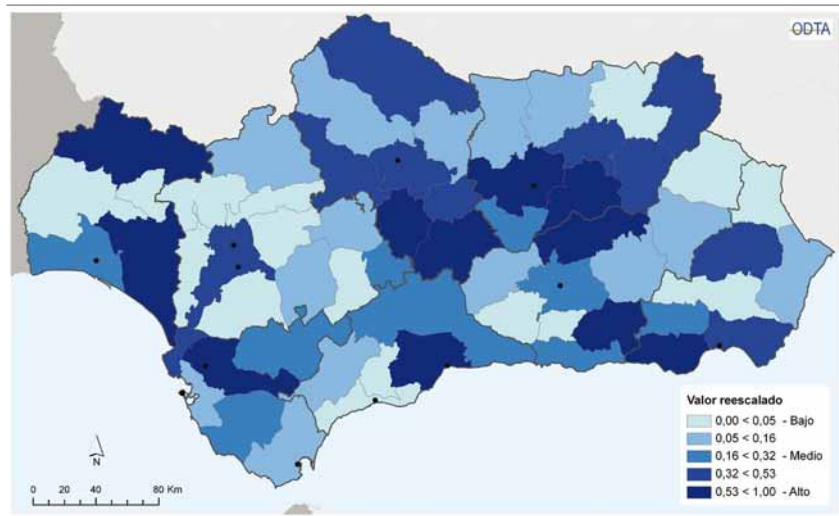 ODTA
Valor reescalado
0,00 < 0,05 - Bajo
0,05 < 0,16
0,16 < 0,32 - Medio
0,32 < 0,53
0,53 < 1,00 - Alto
N
0 20 40 80 Km